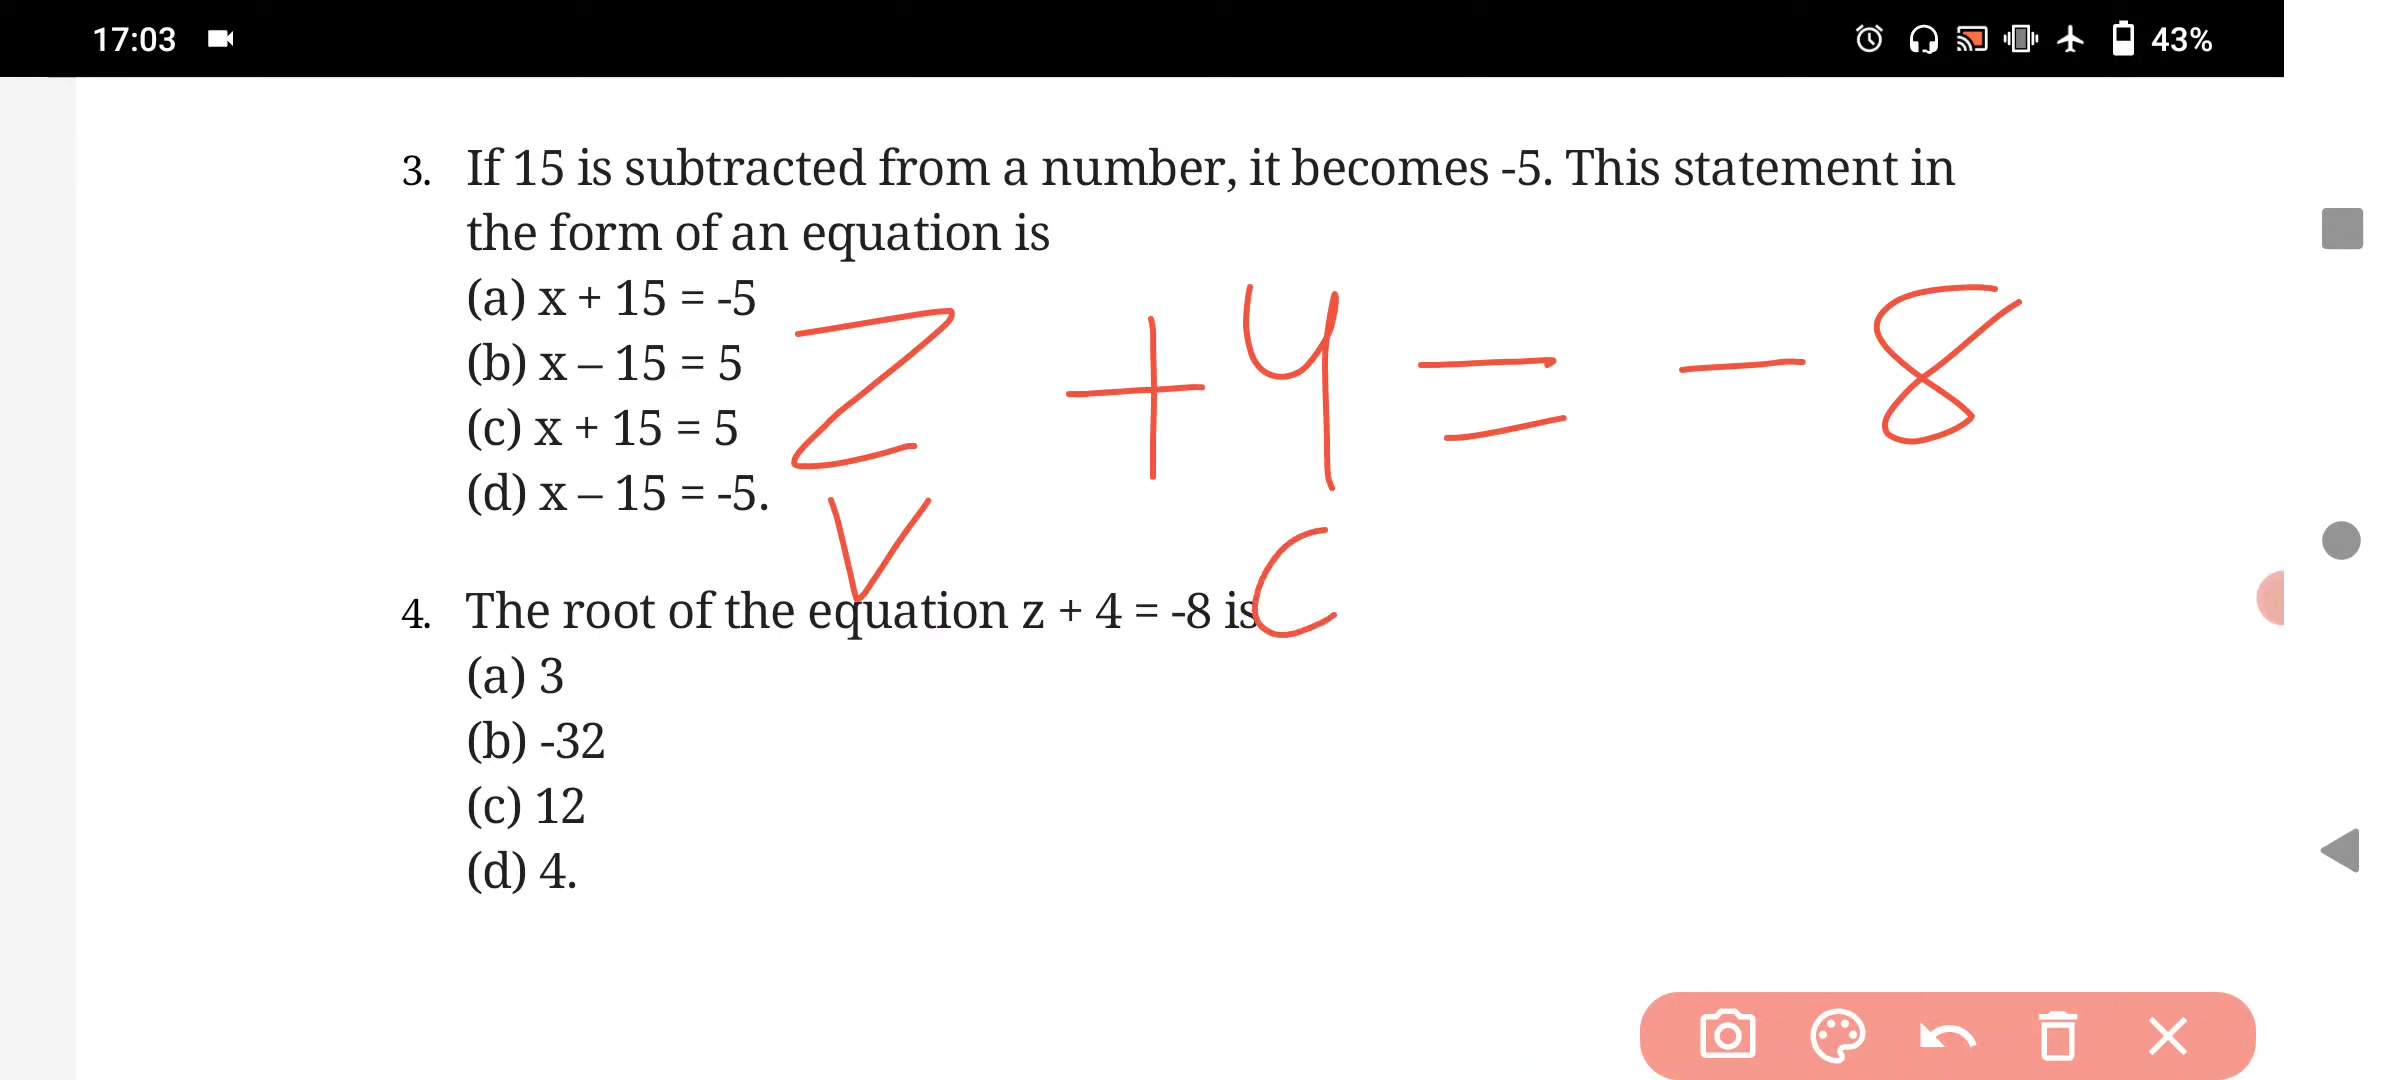 17:03
43%
3. If 15 is subtracted from a number, it becomes -5. This statement in
the form of an equation is
(a) x + 15 = -5
(b) x – 15 = 5
(c) x + 15 = 5
(d) x – 15 = -5.
Z + 4 = - 8
V C
4. The root of the equation z + 4 = -8 is
(a) 3
(b) -32
(c) 12
(d) 4.